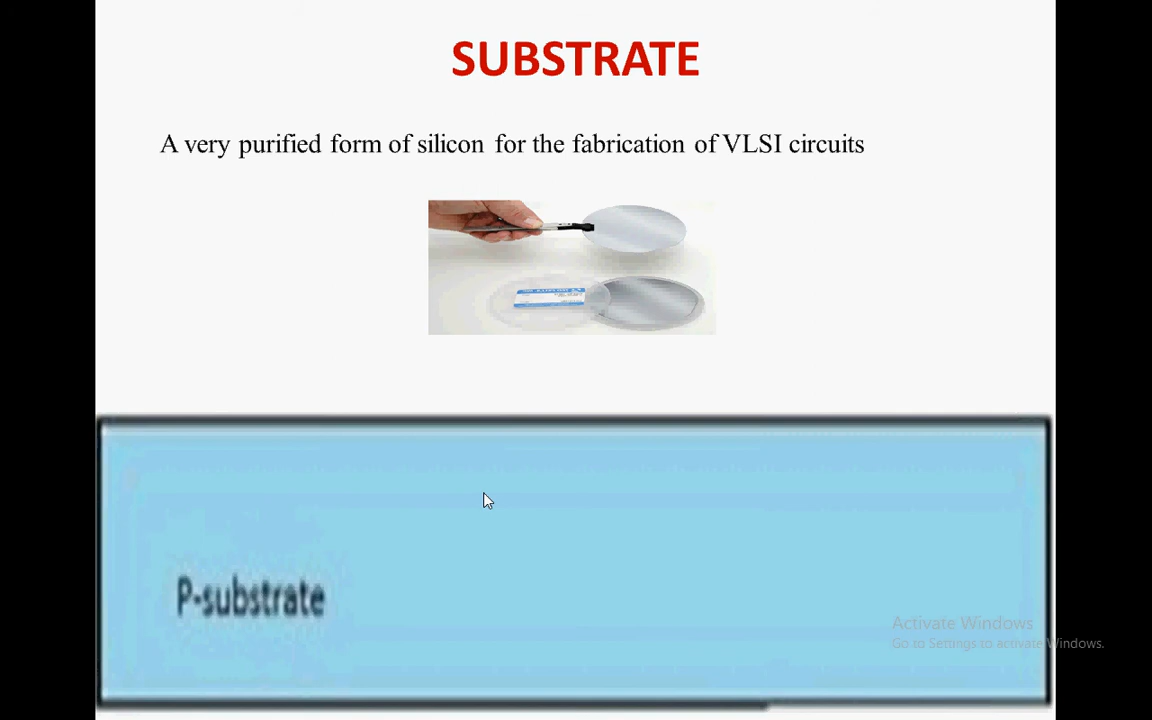 SUBSTRATE
A very purified form of silicon for the fabrication of VLSI circuits
P-substrate
Activate Windows
Go to Settings to activate Windows.